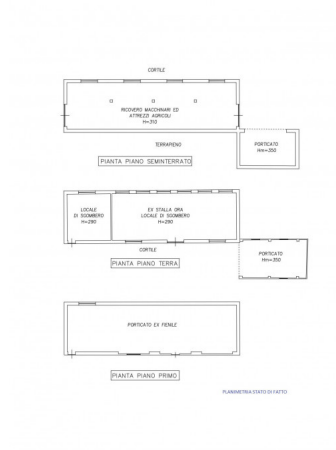 CORTILE
RICOVERO MACCHINARI ED
ATTREZZI AGRICOLI
H=310
TERRAPIENO
PORTICATO
Hm=350
PIANTA PIANO SEMINTERRATO
LOCALE
DI SGOMBERO
H=280
EX STALLA ORA
LOCALE DI SGOMBERO
H=280
CORTILE
PIANTA PIANO TERRA
PORTICATO
Hm=350
PORTICATO EX FIENILE
PIANTA PIANO PRIMO
PLANIMETRIA STATO DI FATTO